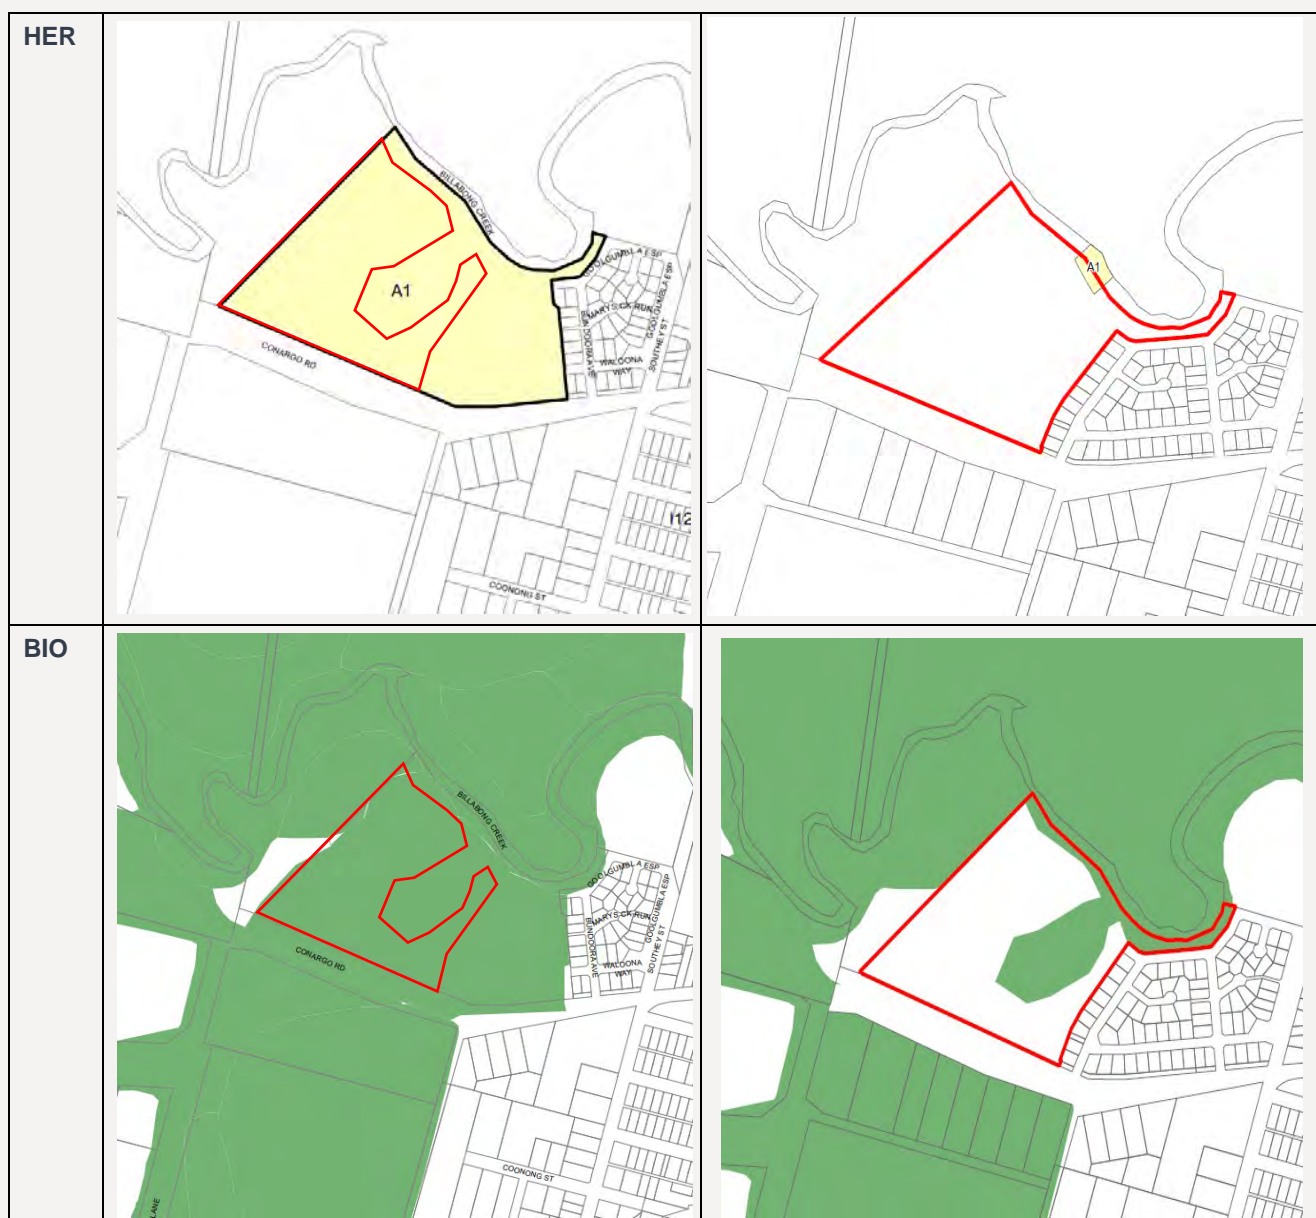 HER
BILLABONG CREEK
A1
GOOLGUMBLA ESP
MARYS CK RUN
BUNDOORA AVE
GOOLGUMBLA ESP
SOUTHEY ST
WALOONA
WAY
CONARGO RD
I12
COONONG ST
A1
BIO
BILLABONG CREEK
GOOLGUMBLA ESP
MARYS CK RUN
BUNDOORA AVE
GOOLGUMBLA ESP
SOUTHEY ST
WALOONA
WAY
CONARGO RD
COONONG ST
LANE